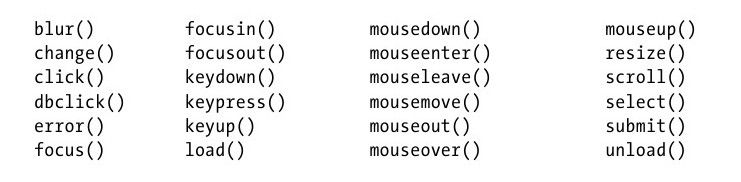 blur() focusin() mousedown() mouseup()
change() focusout() mouseenter() resize()
click() keydown() mouseleave() scroll()
dbclick() keypress() mousemove() select()
error() keyup() mouseout() submit()
focus() load() mouseover() unload()